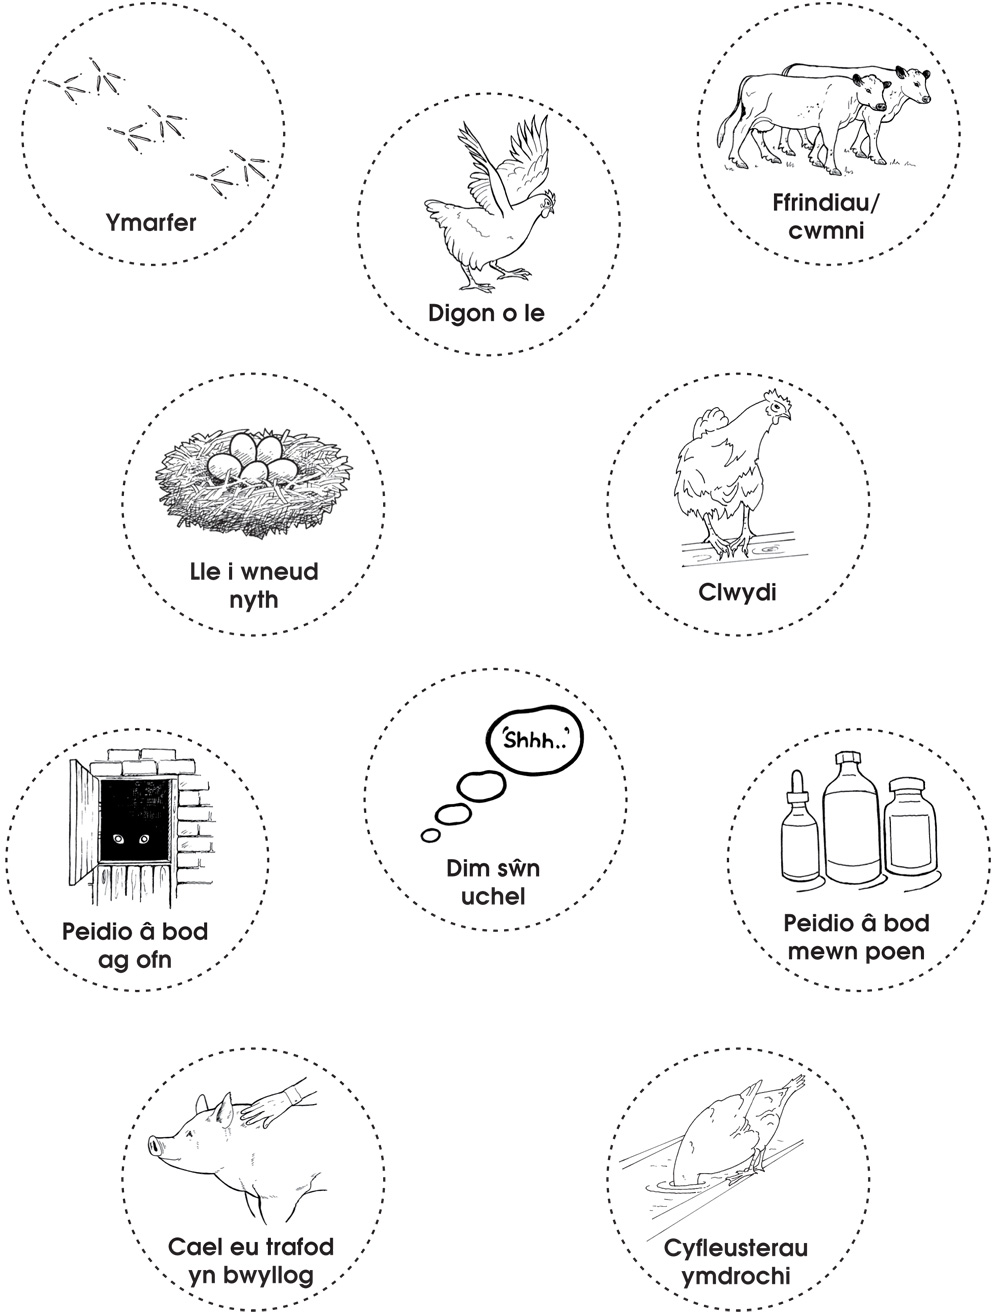 Ymarfer
Digon o le
Ffrindiau/
cwmni
Lle i wneud
nyth
Clwydi
Peidio â bod
ag ofn
'Shhh..'
Dim sŵn
uchel
Peidio â bod
mewn poen
Cael eu trafod
yn bwyllog
Cyfleusterau
ymdrochi